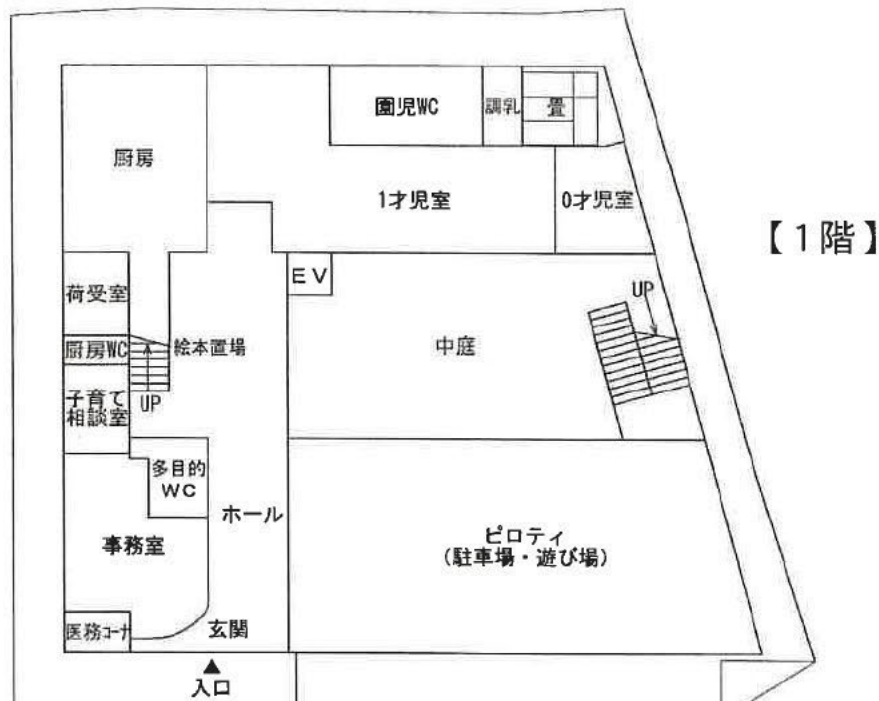 園児WC
調乳
畳
厨房
1才児室
0才児室
【1階】
EV
荷受室
UP
厨房WC
絵本置場
中庭
子育て
相談室
UP
多目的
WC
ホール
ピロティ
(駐車場・遊び場)
事務室
医務コーナ
玄関
▲
入口